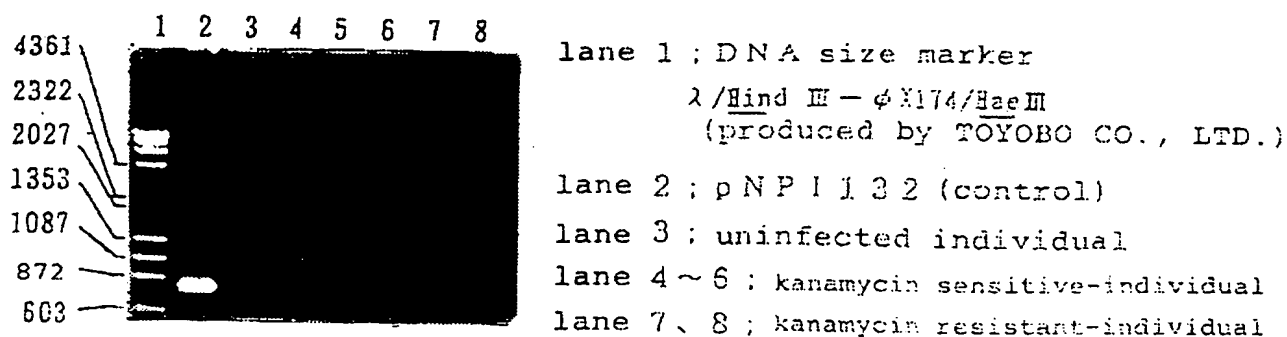 1 2 3 4 5 6 7 8
4361
2322
2027
1353
1087
872
603
lane 1 ; DNA size marker
λ/Hind Ⅲ − φX174/HaeⅢ
(produced by TOYOBO CO., LTD.)
lane 2 ; pNPI132 (control)
lane 3 ; uninfected individual
lane 4~6 ; kanamycin sensitive-individual
lane 7、8 ; kanamycin resistant-individual